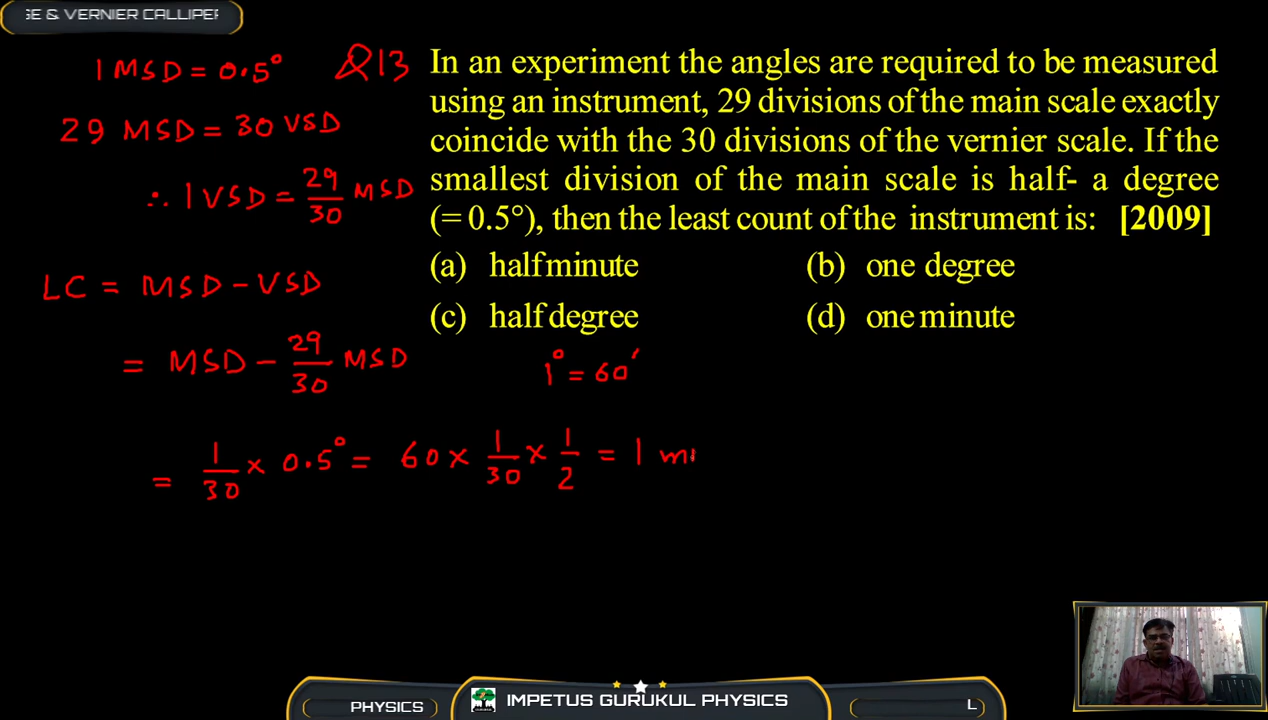 SE & VERNIER CALLIPER
1 MSD = 0.5°
29 MSD = 30 VSD
∴ 1 VSD = 29/30 MSD
LC = MSD - VSD
= MSD - 29/30 MSD
= 1/30 × 0.5° = 60 × 1/30 × 1/2 = 1 m
Q13
In an experiment the angles are required to be measured
using an instrument, 29 divisions of the main scale exactly
coincide with the 30 divisions of the vernier scale. If the
smallest division of the main scale is half- a degree
(= 0.5°), then the least count of the instrument is: [2009]
(a) half minute (b) one degree
(c) half degree (d) one minute
1° = 60′
PHYSICS
IMPETUS GURUKUL PHYSICS
L